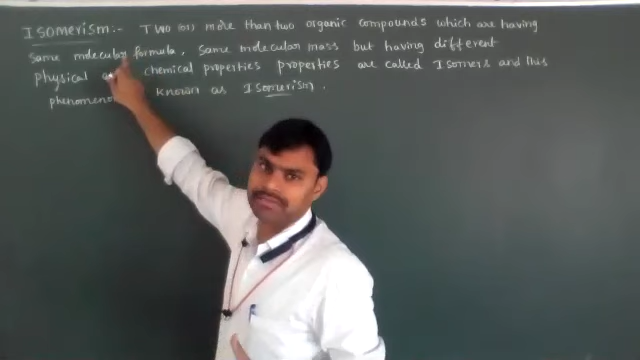 Isomerism:- Two (or) more than two organic compounds which are having
same molecular formula, same molecular mass but having different
physical chemical properties properties are called Isomers and this
phenomenon known as Isomerism.